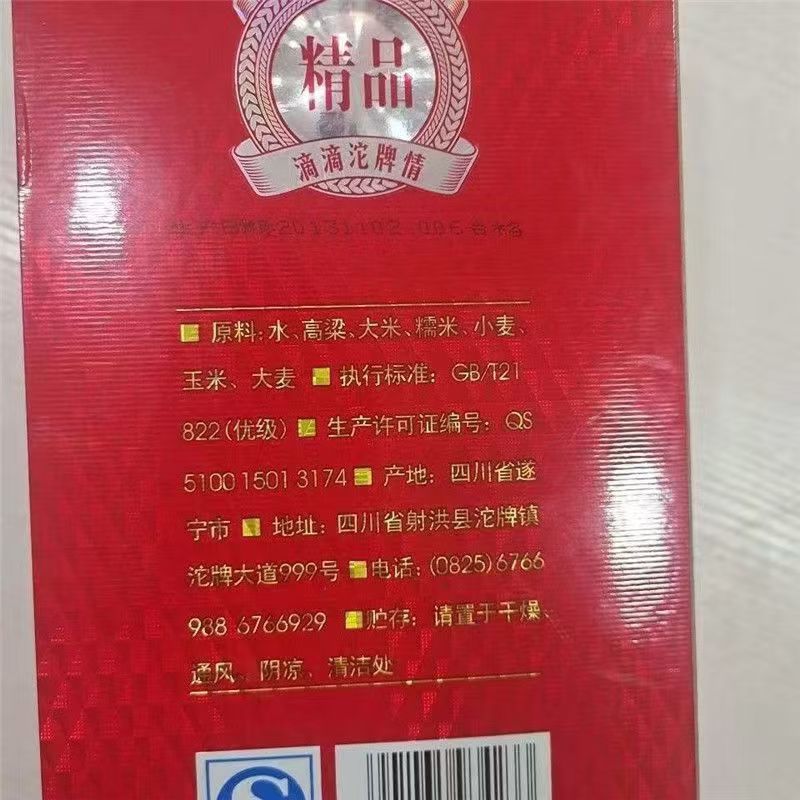 精品
滴滴沱牌情
20131102
原料:水、高粱、大米、糯米、小麦、
玉米、大麦 执行标准: GB/T21
822(优级) 生产许可证编号: QS
5100 1501 3174 产地: 四川省遂
宁市 地址: 四川省射洪县沱牌镇
沱牌大道999号 电话: (0825)6766
988 6766929 贮存: 请置于干燥、
通风、阴凉、清洁处